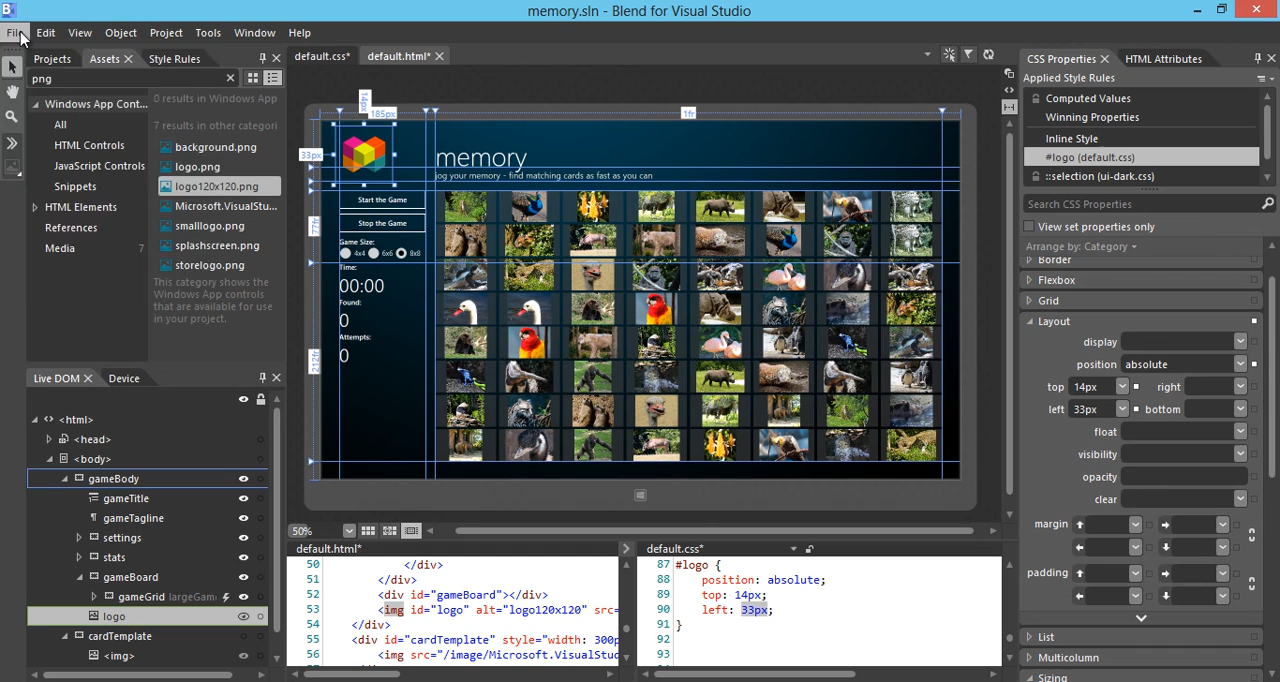 memory.sln - Blend for Visual Studio
File Edit View Object Project Tools Window Help
Projects Assets Style Rules
default.css* default.html*
CSS Properties HTML Attributes
png
Applied Style Rules
Windows App Cont...
All
HTML Controls
JavaScript Controls
Snippets
HTML Elements
References
Media 7
0 results in Windows App
7 results in other categori
background.png
logo.png
logo120x120.png
Microsoft.VisualStu...
smalllogo.png
splashscreen.png
storelogo.png
This category shows the
Windows App controls
that are available for use
in your project.
14px
185px
1fr
33px
77fr
212fr
memory
jog your memory - find matching cards as fast as you can
Start the Game
Stop the Game
Game Size:
4x4 6x6 8x8
Time:
00:00
Found:
0
Attempts:
0
Computed Values
Winning Properties
Inline Style
#logo (default.css)
::selection (ui-dark.css)
Search CSS Properties
View set properties only
Arrange by: Category
Border
Flexbox
Grid
Layout
display
position absolute
top 14px right
left 33px bottom
float
visibility
opacity
clear
margin
padding
List
Multicolumn
Sizing
Live DOM Device
<html>
<head>
<body>
gameBody
gameTitle
gameTagline
settings
stats
gameBoard
gameGrid largeGam
logo
cardTemplate
<img>
50%
default.html*
50 </div>
51 </div>
52 <div id="gameBoard"></div>
53 <img id="logo" alt="logo120x120" src=
54 </div>
55 <div id="cardTemplate" style="width: 300p
56 <img src="/image/Microsoft.VisualStud
57
default.css*
87 #logo {
88 position: absolute;
89 top: 14px;
90 left: 33px;
91 }
92
93